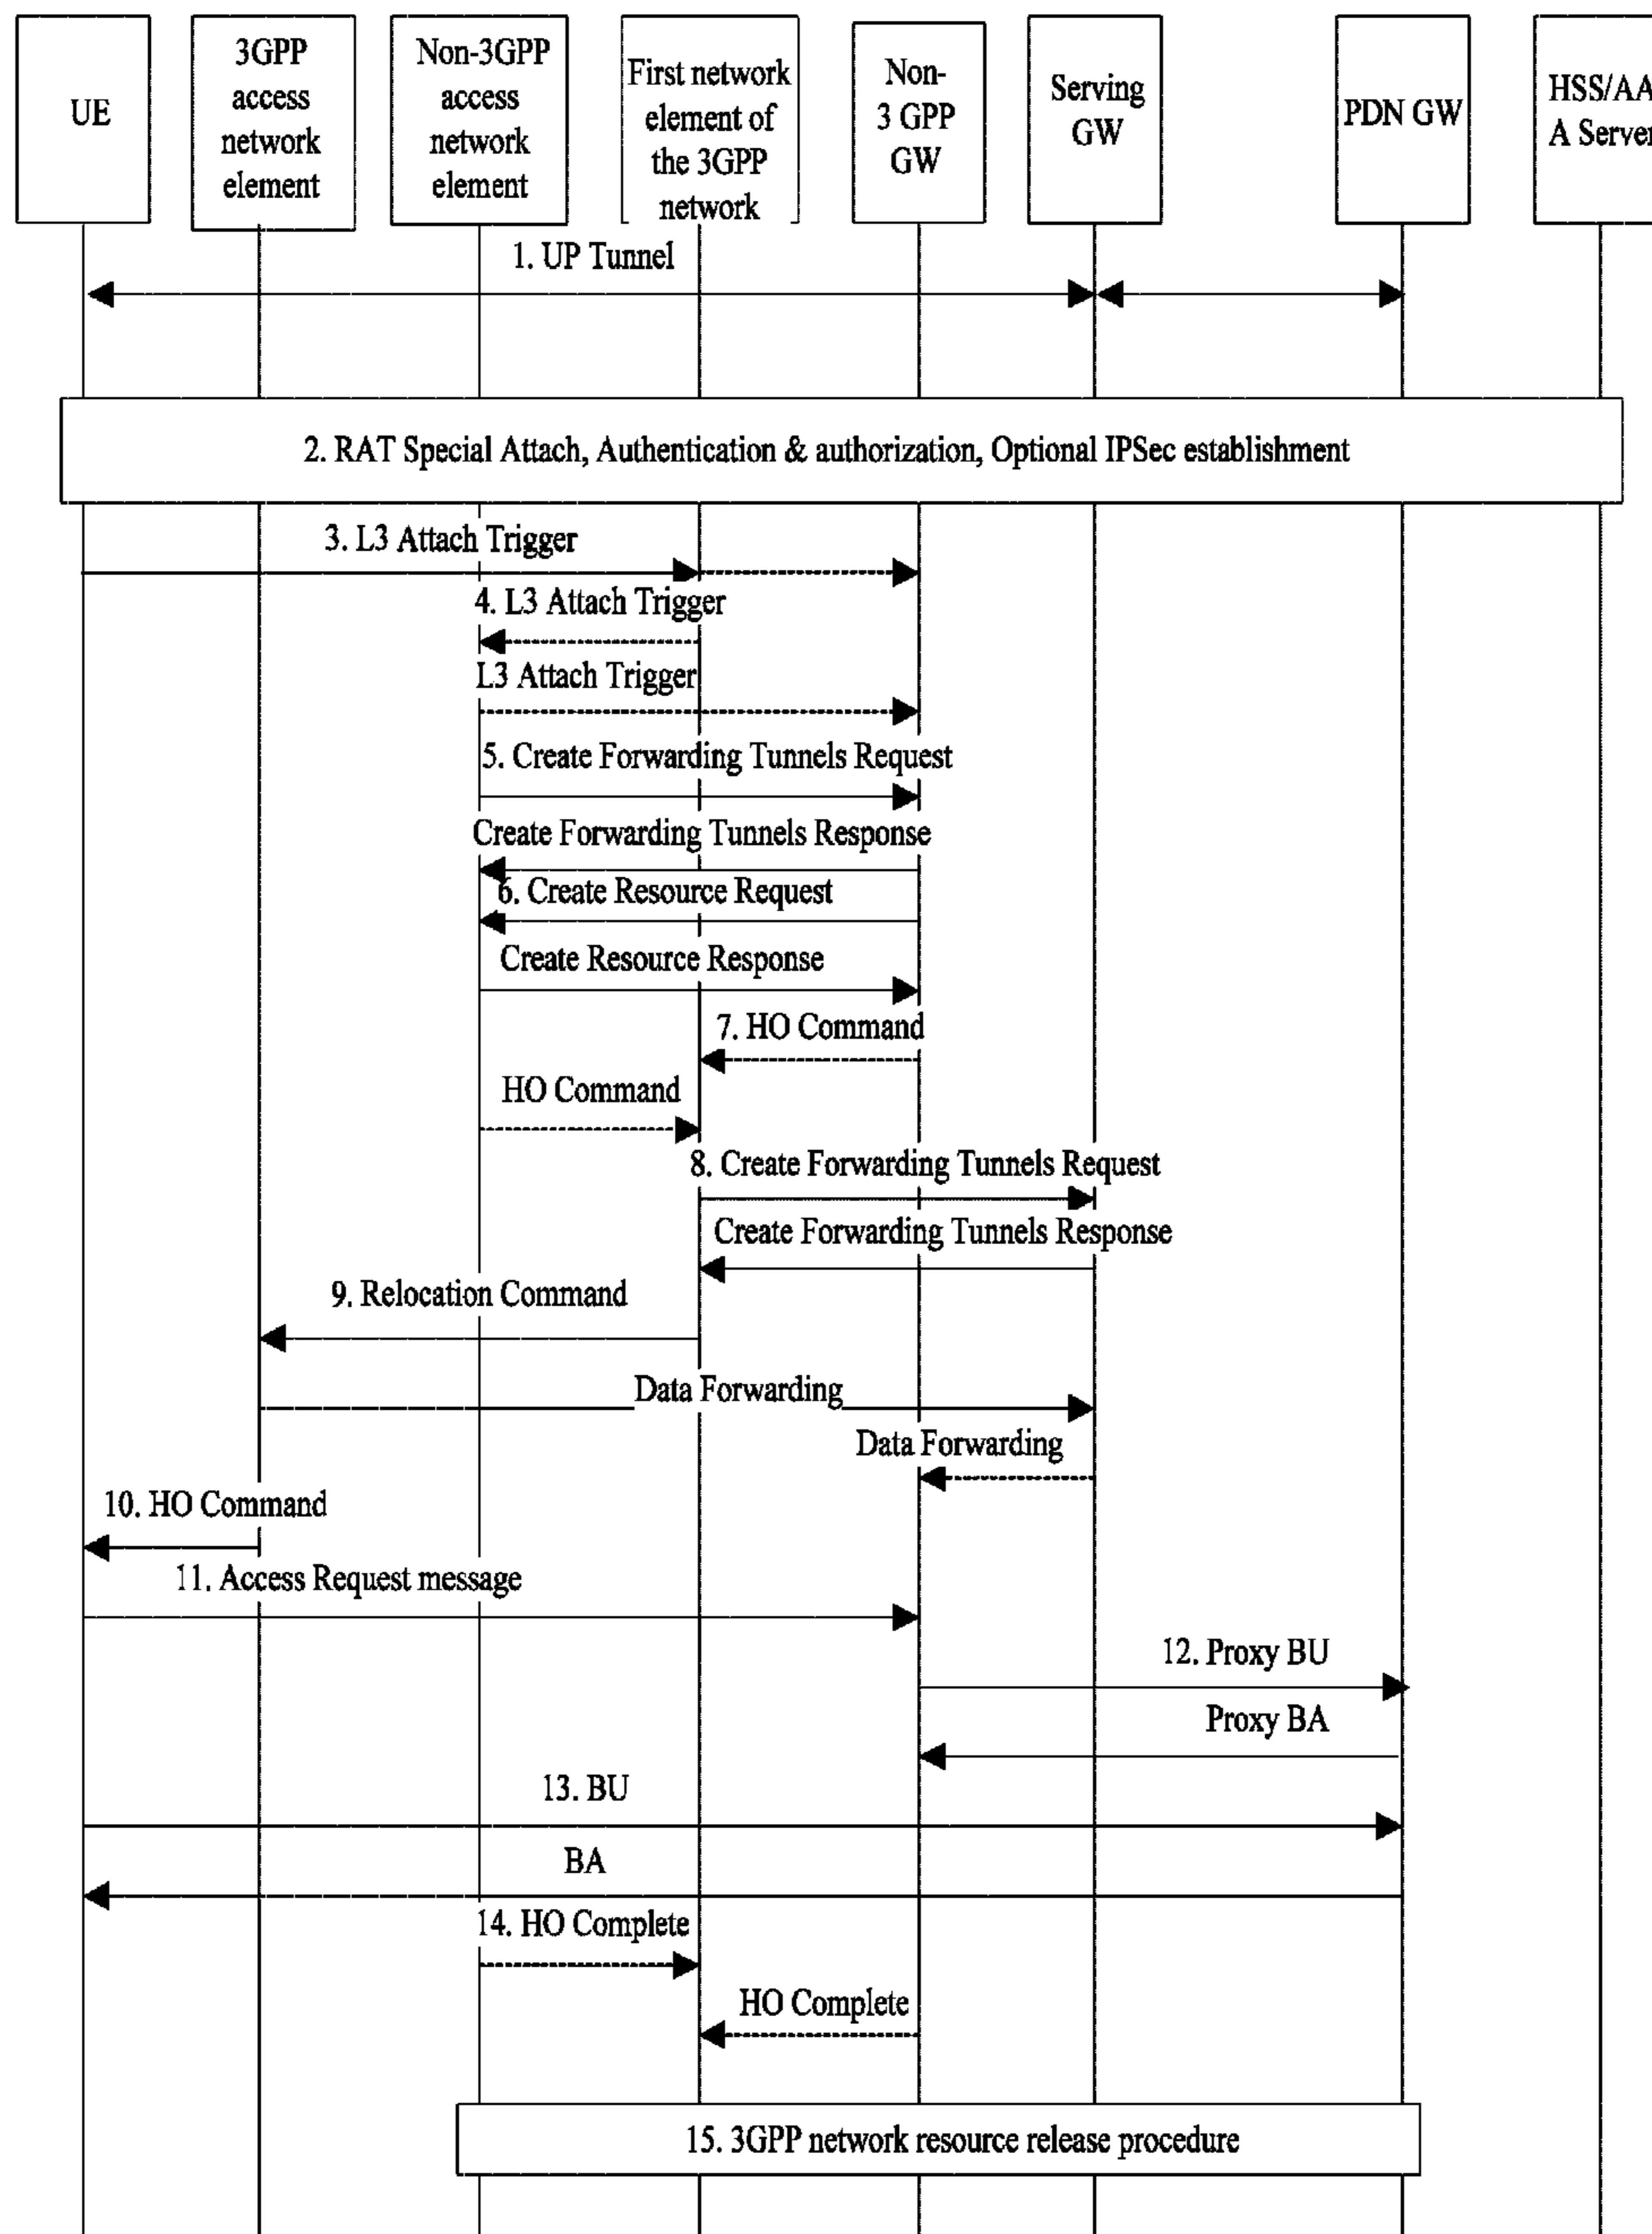 UE
3GPP
access
network
element
Non-3GPP
access
network
element
First network
element of
the 3GPP
network
Non-
3 GPP
GW
Serving
GW
PDN GW
HSS/AA
A Server
1. UP Tunnel
2. RAT Special Attach, Authentication & authorization, Optional IPSec establishment
3. L3 Attach Trigger
4. L3 Attach Trigger
L3 Attach Trigger
5. Create Forwarding Tunnels Request
Create Forwarding Tunnels Response
6. Create Resource Request
Create Resource Response
7. HO Command
HO Command
8. Create Forwarding Tunnels Request
Create Forwarding Tunnels Response
9. Relocation Command
Data Forwarding
Data Forwarding
10. HO Command
11. Access Request message
12. Proxy BU
Proxy BA
13. BU
BA
14. HO Complete
HO Complete
15. 3GPP network resource release procedure